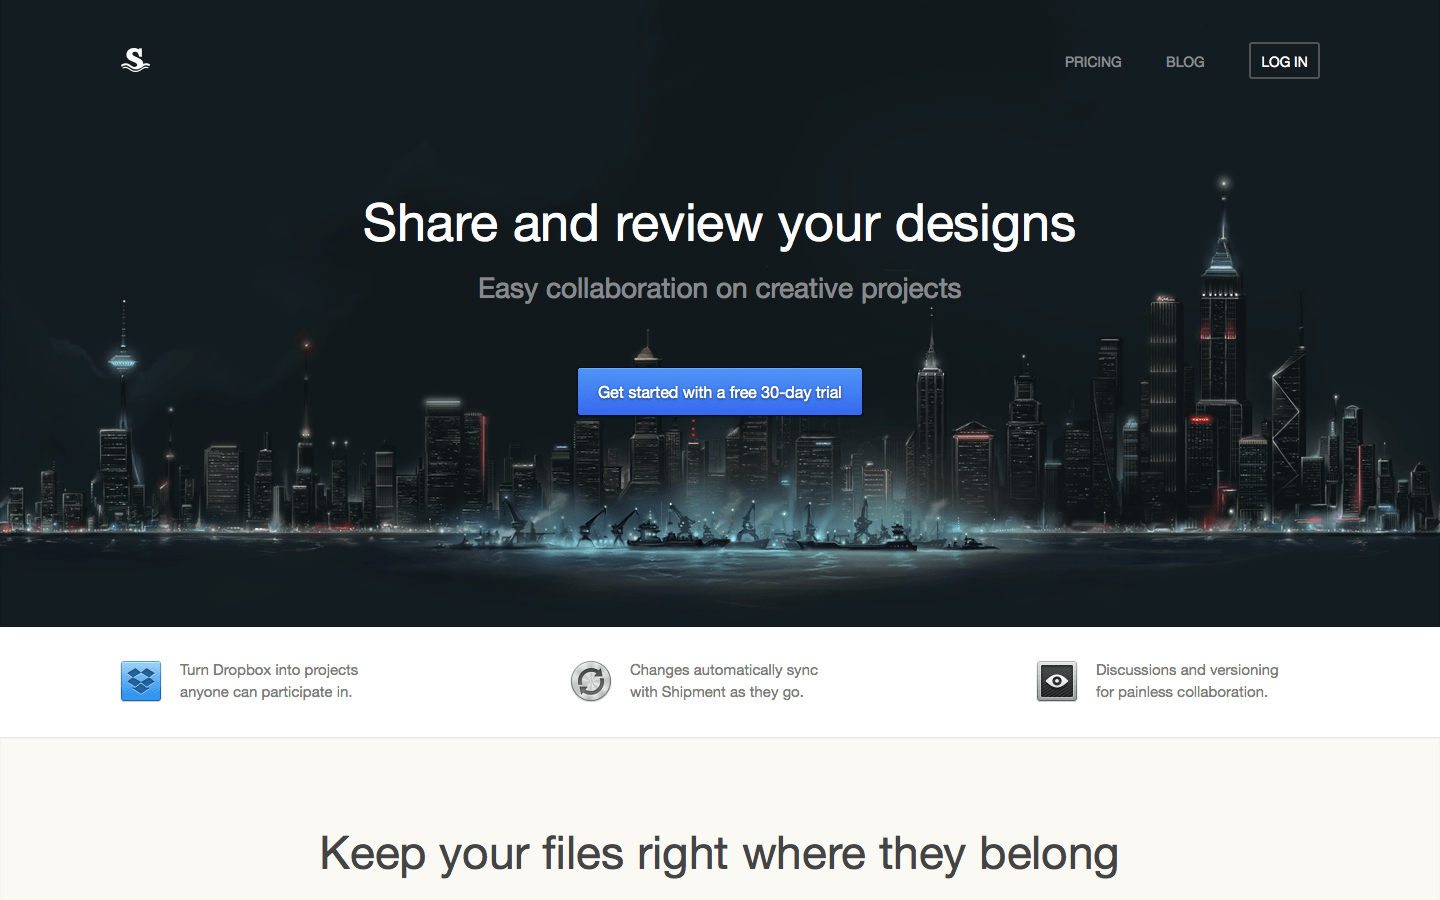 S
PRICING BLOG LOG IN
Share and review your designs
Easy collaboration on creative projects
Get started with a free 30-day trial
Turn Dropbox into projects
anyone can participate in.
Changes automatically sync
with Shipment as they go.
Discussions and versioning
for painless collaboration.
Keep your files right where they belong